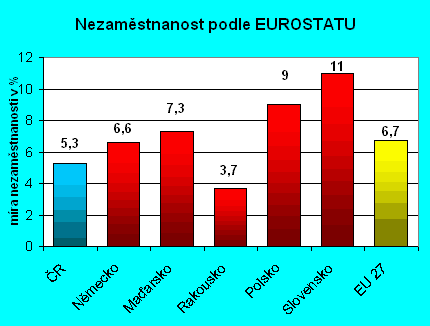 Nezaměstnanost podle EUROSTATU
míra nezaměstnanosti v %
12
10
8
6
4
2
0
5,3
6,6
7,3
3,7
9
11
6,7
ČR
Německo
Maďarsko
Rakousko
Polsko
Slovensko
EU 27